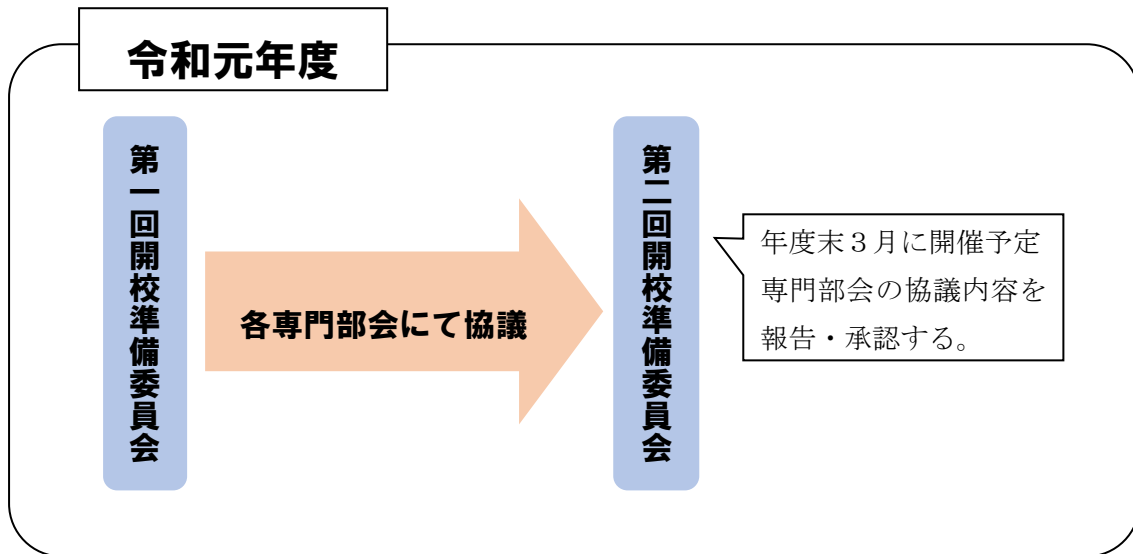 令和元年度
第一回開校準備委員会
各専門部会にて協議
第二回開校準備委員会
年度末３月に開催予定
専門部会の協議内容を
報告・承認する。